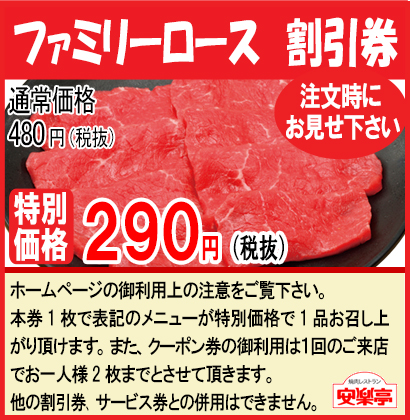 ファミリーロース 割引券
通常価格
480円(税抜)
注文時に
お見せ下さい
特別
価格
290円(税抜)
ホームページの御利用上の注意をご覧下さい。
本券1枚で表記のメニューが特別価格で1品お召し上
がり頂けます。また、クーポン券の御利用は1回のご来店
でお一人様2枚までとさせて頂きます。
他の割引券、サービス券との併用はできません。
焼肉レストラン
安楽亭